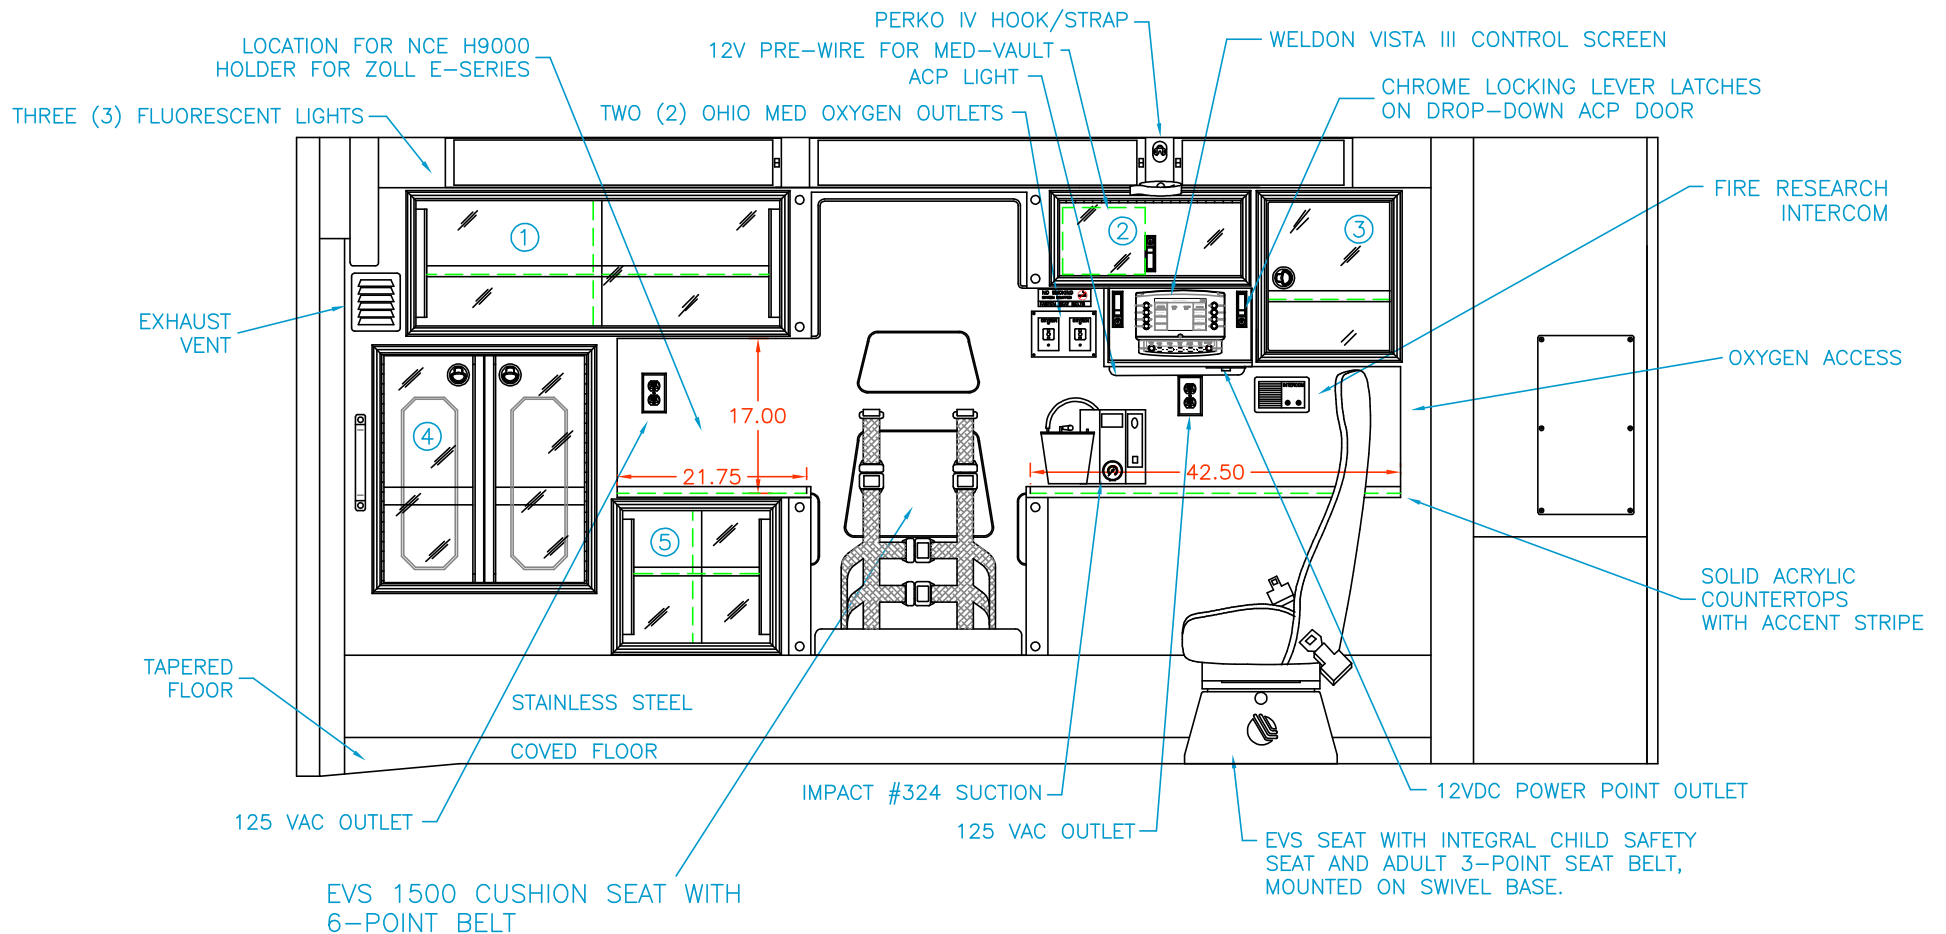 PERKO IV HOOK/STRAP
12V PRE-WIRE FOR MED-VAULT
ACP LIGHT
TWO (2) OHIO MED OXYGEN OUTLETS
LOCATION FOR NCE H9000
HOLDER FOR ZOLL E-SERIES
THREE (3) FLUORESCENT LIGHTS
WELDON VISTA III CONTROL SCREEN
CHROME LOCKING LEVER LATCHES
ON DROP-DOWN ACP DOOR
FIRE RESEARCH
INTERCOM
1
2
3
EXHAUST
VENT
OXYGEN ACCESS
INTERCOM
17.00
4
21.75
42.50
5
SOLID ACRYLIC
COUNTERTOPS
WITH ACCENT STRIPE
TAPERED
FLOOR
STAINLESS STEEL
COVED FLOOR
IMPACT #324 SUCTION
12VDC POWER POINT OUTLET
125 VAC OUTLET
125 VAC OUTLET
EVS SEAT WITH INTEGRAL CHILD SAFETY
SEAT AND ADULT 3-POINT SEAT BELT,
MOUNTED ON SWIVEL BASE.
EVS 1500 CUSHION SEAT WITH
6-POINT BELT